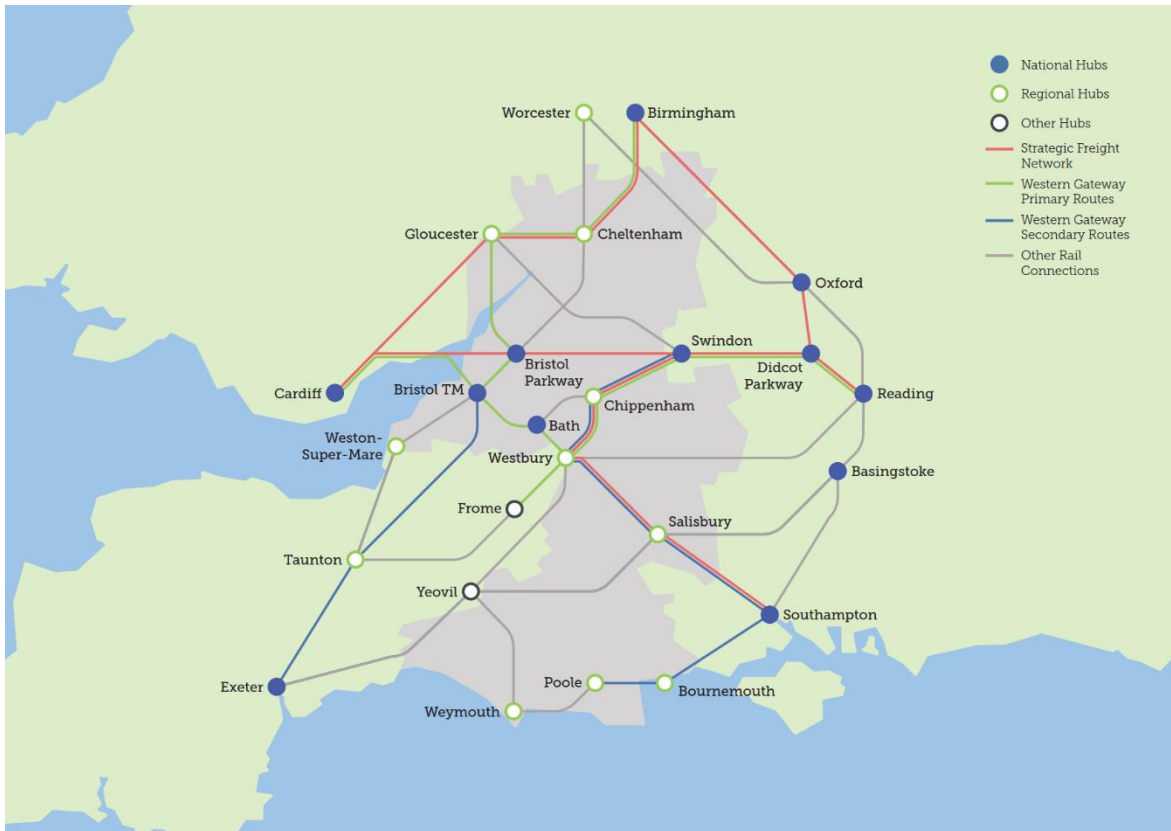 National Hubs
Regional Hubs
Other Hubs
Strategic Freight
Network
Western Gateway
Primary Routes
Western Gateway
Secondary Routes
Other Rail
Connections
Worcester
Birmingham
Gloucester
Cheltenham
Oxford
Swindon
Bristol
Parkway
Didcot
Parkway
Cardiff
Bristol TM
Chippenham
Reading
Bath
Weston-
Super-Mare
Westbury
Basingstoke
Frome
Salisbury
Taunton
Yeovil
Southampton
Exeter
Poole
Bournemouth
Weymouth